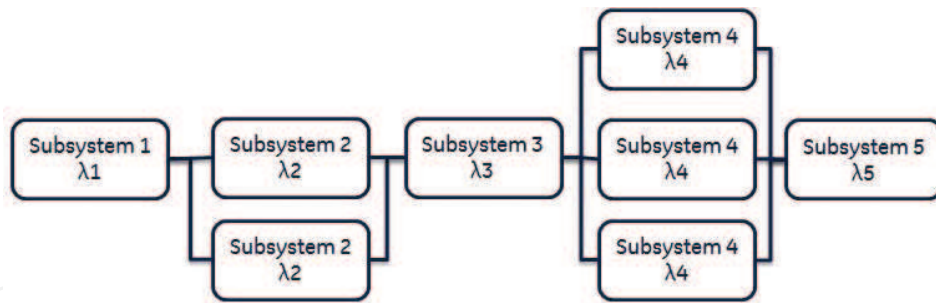 Subsystem 4
λ4
Subsystem 1
λ1
Subsystem 2
λ2
Subsystem 3
λ3
Subsystem 4
λ4
Subsystem 5
λ5
Subsystem 2
λ2
Subsystem 4
λ4